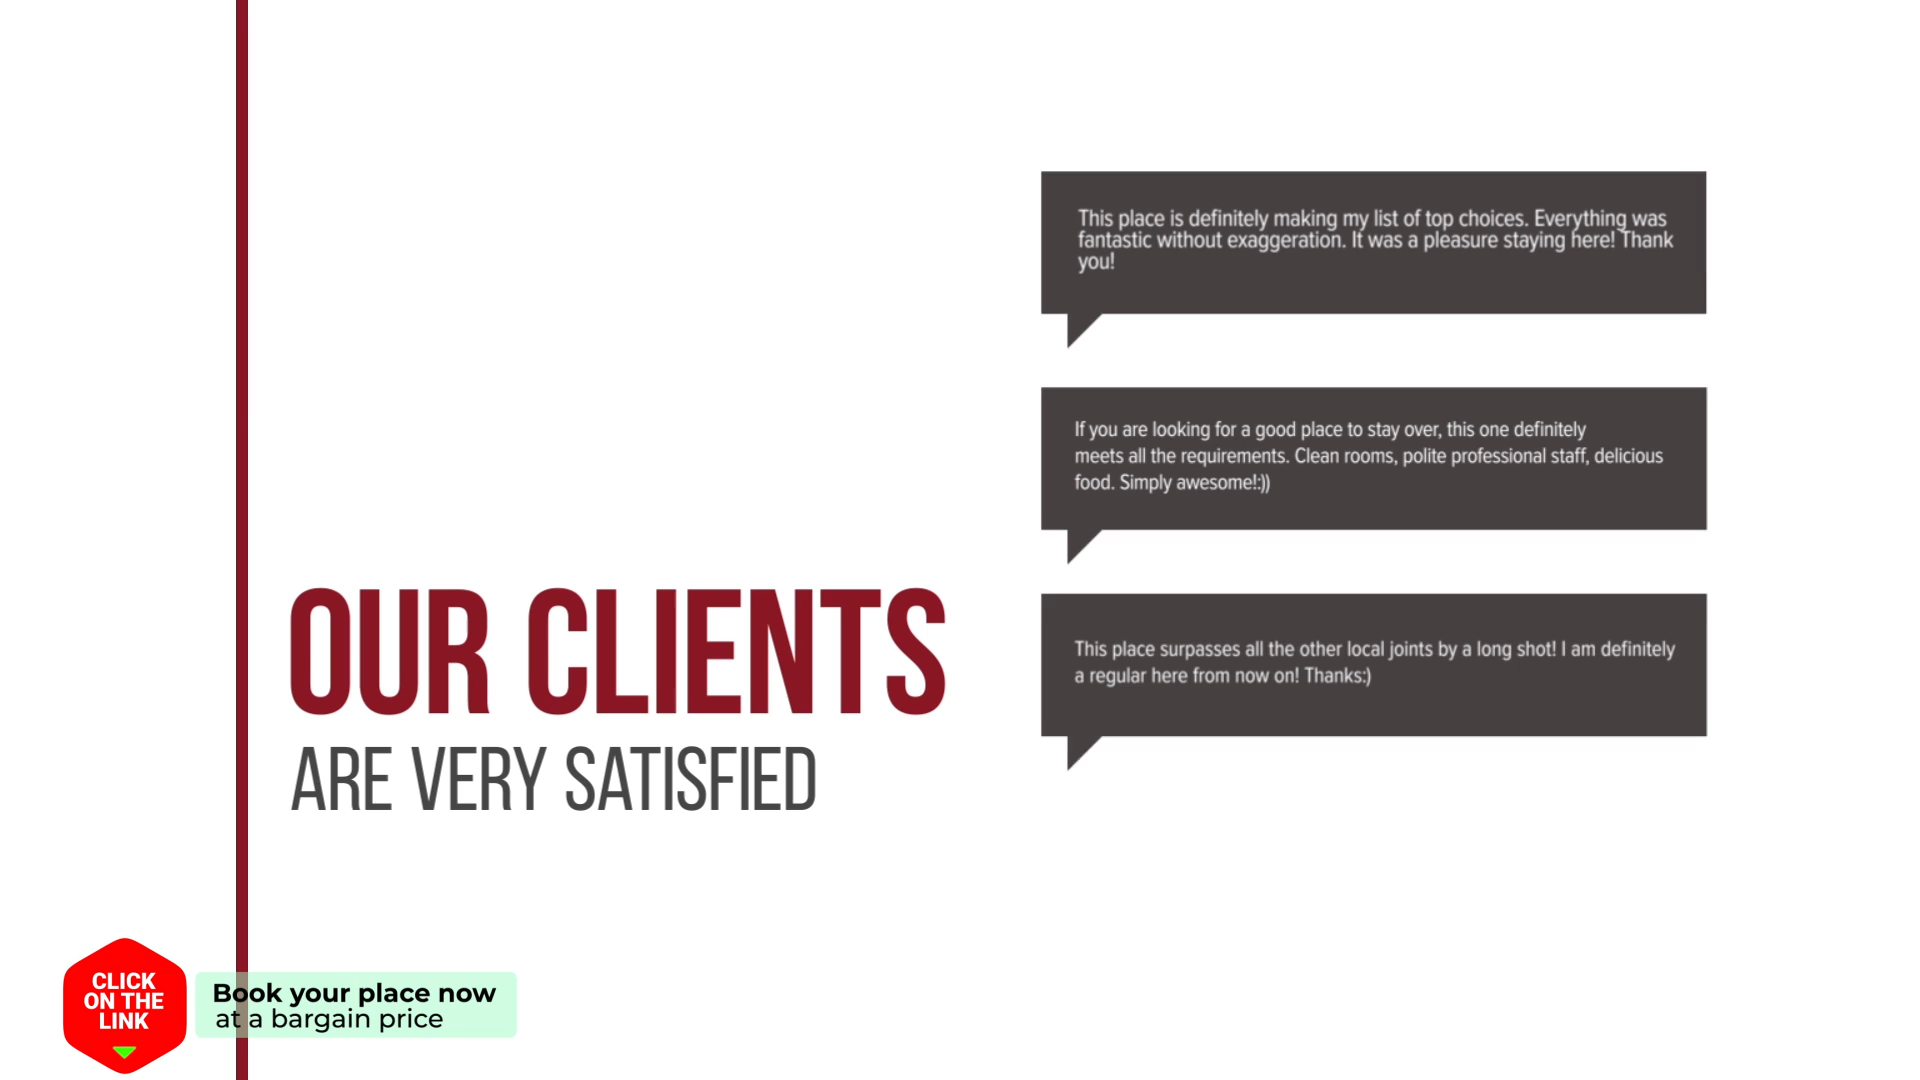 This place is definitely making my list of top choices. Everything was
fantastic without exaggeration. It was a pleasure staying here! Thank
you!
If you are looking for a good place to stay over, this one definitely
meets all the requirements. Clean rooms, polite professional staff, delicious
food. Simply awesome!:))
This place surpasses all the other local joints by a long shot! I am definitely
a regular here from now on! Thanks:)
OUR CLIENTS
ARE VERY SATISFIED
CLICK
ON THE
LINK
Book your place now
at a bargain price